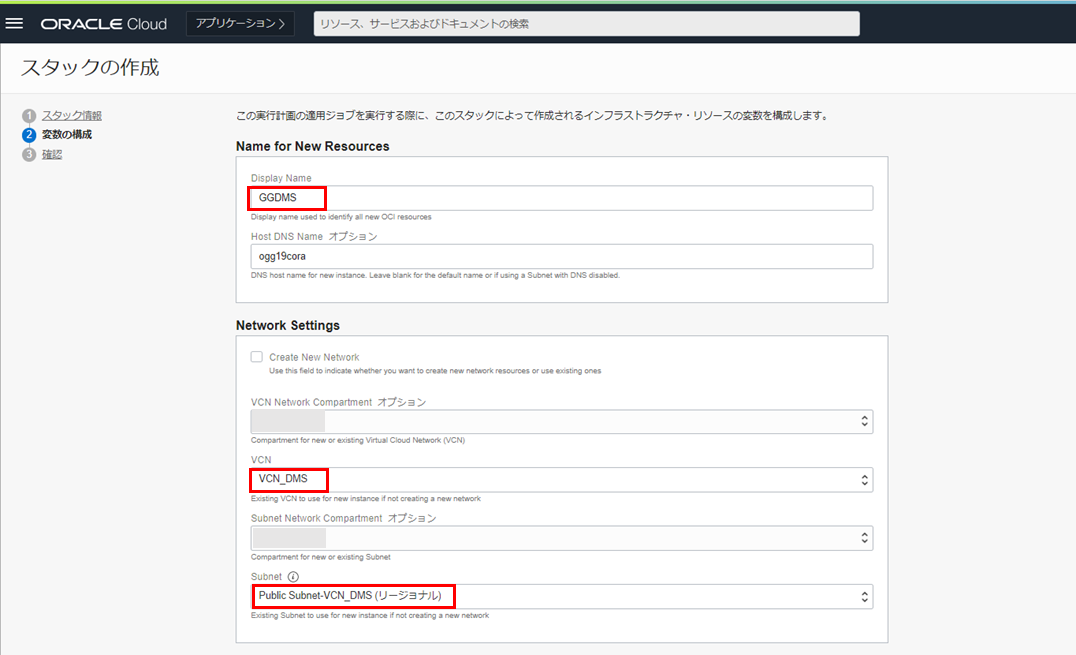 ORACLE Cloud
アプリケーション
リソース、サービスおよびドキュメントの検索
スタックの作成
1 スタック情報
2 変数の構成
3 確認
この実行計画の適用ジョブを実行する際に、このスタックによって作成されるインフラストラクチャ・リソースの変数を構成します。
Name for New Resources
Display Name
GGDMS
Display name used to identify all new OCI resources
Host DNS Name オプション
ogg19cora
DNS host name for new instance. Leave blank for the default name or if using a Subnet with DNS disabled.
Network Settings
Create New Network
Use this field to indicate whether you want to create new network resources or use existing ones
VCN Network Compartment オプション
Compartment for new or existing Virtual Cloud Network (VCN)
VCN
VCN_DMS
Existing VCN to use for new instance if not creating a new network
Subnet Network Compartment オプション
Compartment for new or existing Subnet
Subnet
Public Subnet-VCN_DMS (リージョナル)
Existing Subnet to use for new instance if not creating a new network